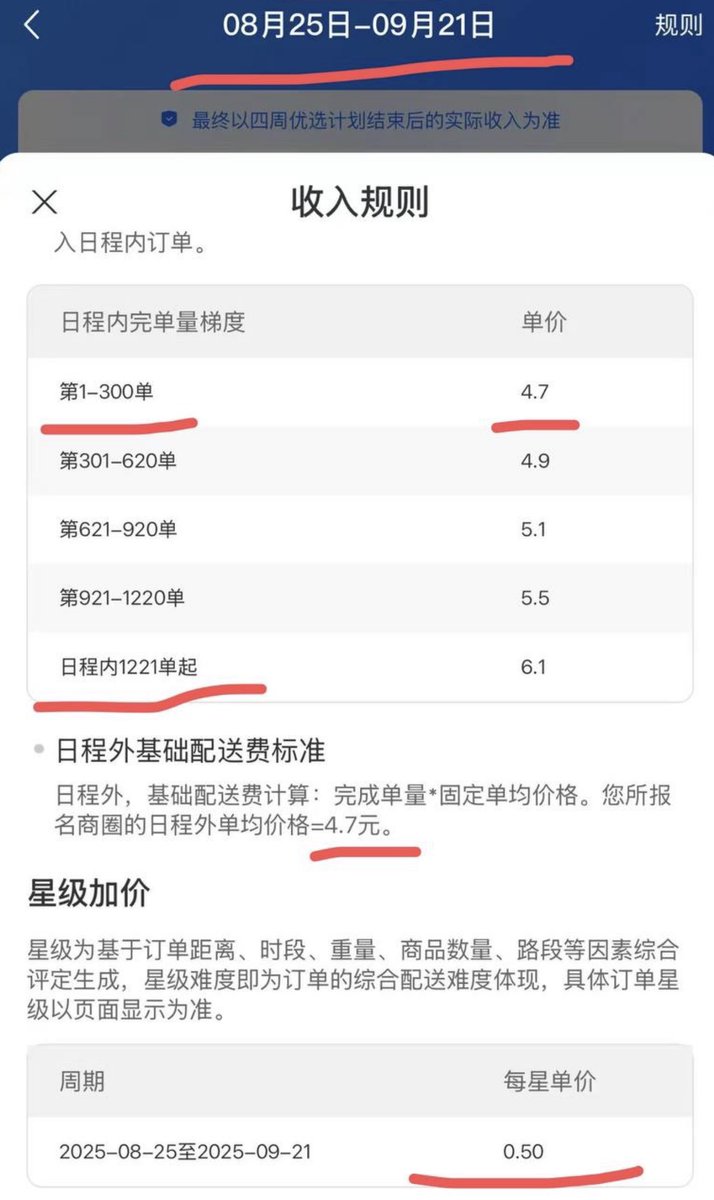 08月25日-09月21日
规则
最终以四周优选计划结束后的实际收入为准
收入规则
入日程内订单。
日程内完单量梯度 单价
第1-300单 4.7
第301-620单 4.9
第621-920单 5.1
第921-1220单 5.5
日程内1221单起 6.1
日程外基础配送费标准
日程外，基础配送费计算：完成单量*固定单均价格。您所报
名商圈的日程外单均价格=4.7元。
星级加价
星级为基于订单距离、时段、重量、商品数量、路段等因素综合
评定生成，星级难度即为订单的综合配送难度体现，具体订单星
级以页面显示为准。
周期 每星单价
2025-08-25至2025-09-21 0.50